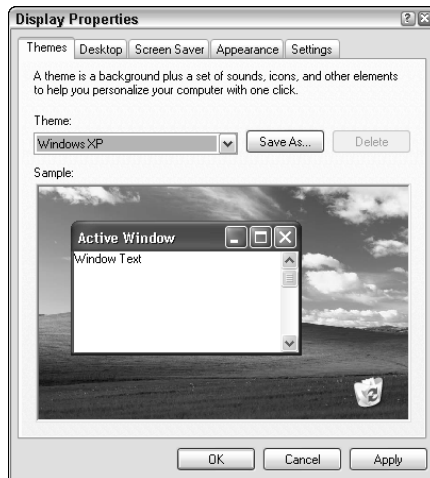 Display Properties
Themes Desktop Screen Saver Appearance Settings
A theme is a background plus a set of sounds, icons, and other elements
to help you personalize your computer with one click.
Theme:
Windows XP Save As... Delete
Sample:
Active Window
Window Text
OK Cancel Apply